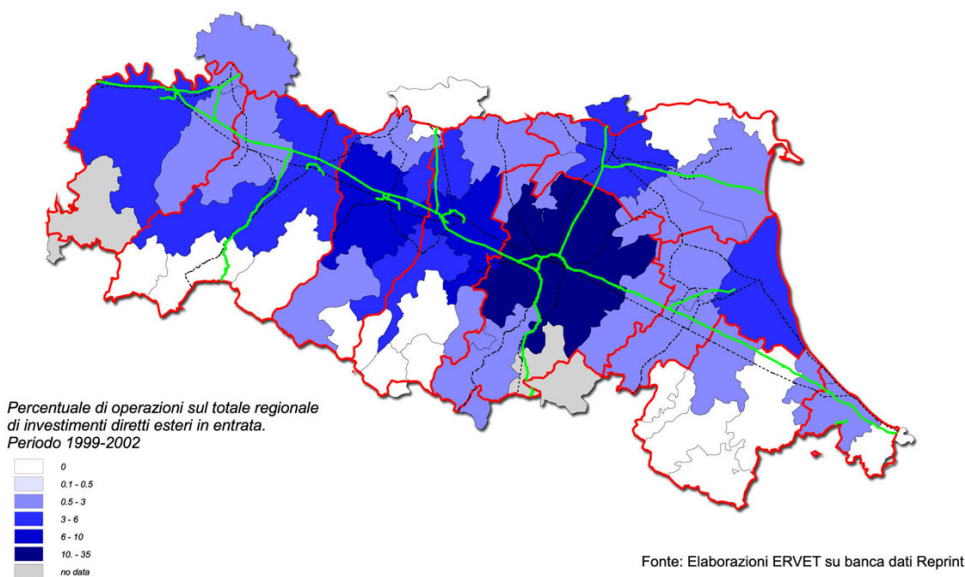 Percentuale di operazioni sul totale regionale
di investimenti diretti esteri in entrata.
Periodo 1999-2002
0
0.1 - 0.5
0.5 - 3
3 - 6
6 - 10
10. - 35
no data
Fonte: Elaborazioni ERVET su banca dati Reprint